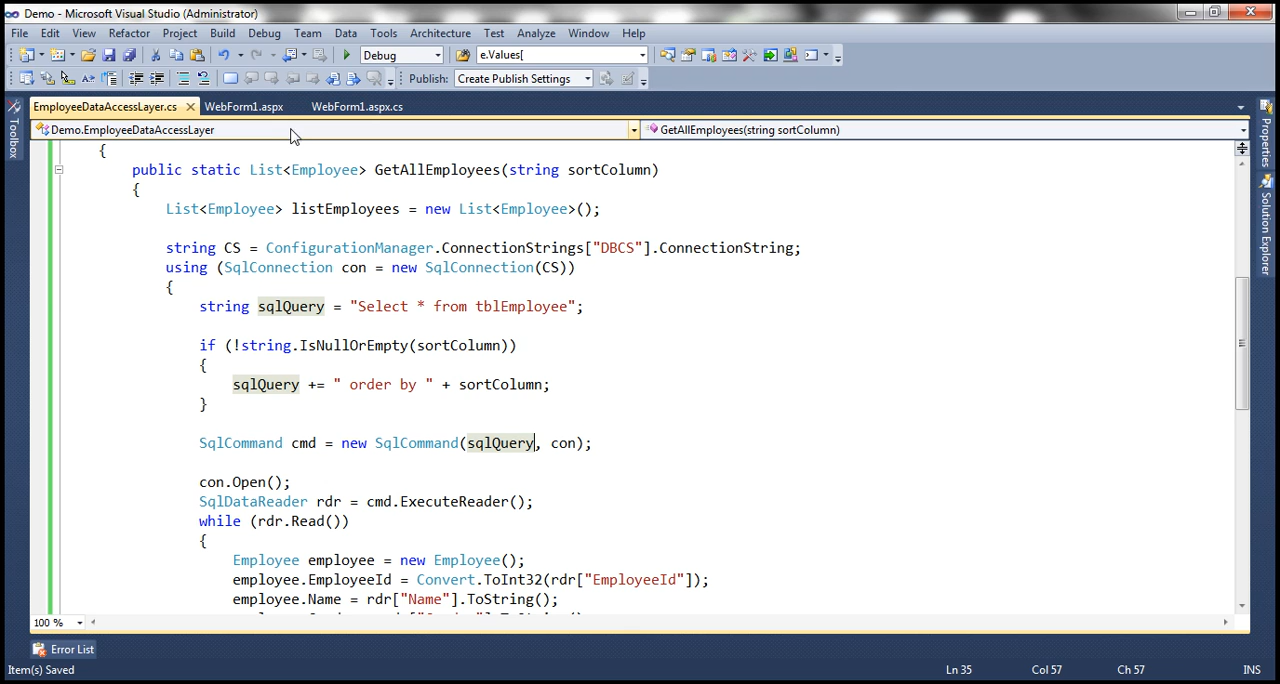 Demo - Microsoft Visual Studio (Administrator)
File Edit View Refactor Project Build Debug Team Data Tools Architecture Test Analyze Window Help
Debug e.Values[
Publish: Create Publish Settings
EmployeeDataAccessLayer.cs WebForm1.aspx WebForm1.aspx.cs
Demo.EmployeeDataAccessLayer GetAllEmployees(string sortColumn)
Toolbox
Properties
Solution Explorer
{
public static List<Employee> GetAllEmployees(string sortColumn)
{
List<Employee> listEmployees = new List<Employee>();
string CS = ConfigurationManager.ConnectionStrings["DBCS"].ConnectionString;
using (SqlConnection con = new SqlConnection(CS))
{
string sqlQuery = "Select * from tblEmployee";
if (!string.IsNullOrEmpty(sortColumn))
{
sqlQuery += " order by " + sortColumn;
}
SqlCommand cmd = new SqlCommand(sqlQuery, con);
con.Open();
SqlDataReader rdr = cmd.ExecuteReader();
while (rdr.Read())
{
Employee employee = new Employee();
employee.EmployeeId = Convert.ToInt32(rdr["EmployeeId"]);
employee.Name = rdr["Name"].ToString();
100 %
Error List
Item(s) Saved Ln 35 Col 57 Ch 57 INS